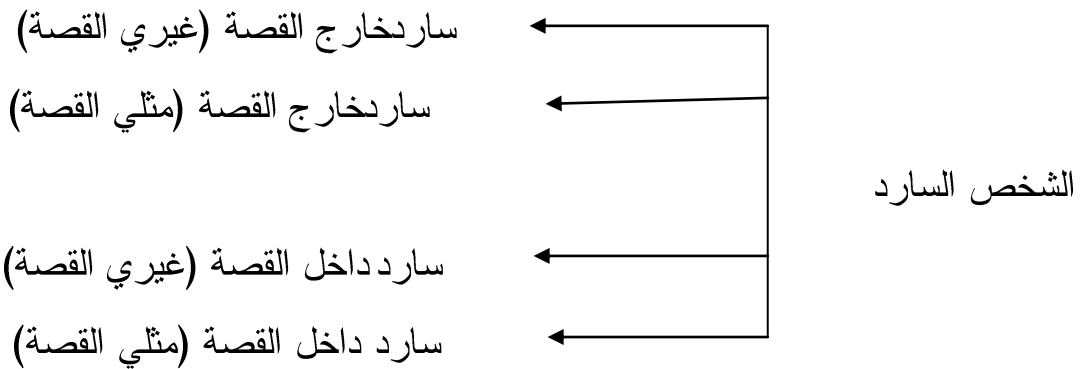 ساردخارج القصة (غيري القصة)
ساردخارج القصة (مثلي القصة)
الشخص السارد
سارد داخل القصة (غيري القصة)
سارد داخل القصة (مثلي القصة)